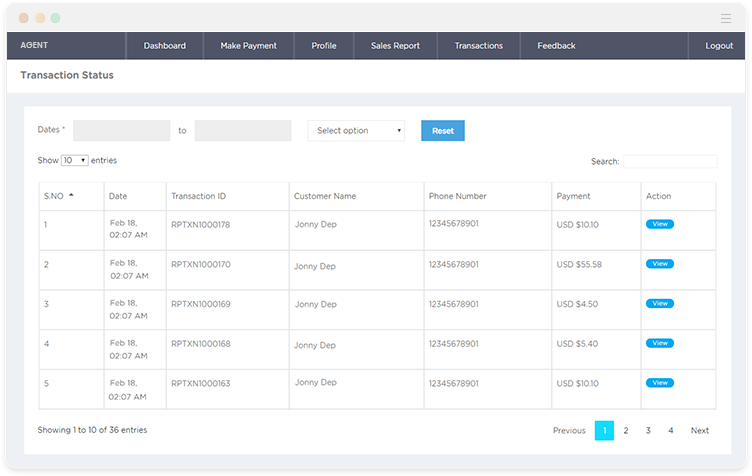 AGENT Dashboard Make Payment Profile Sales Report Transactions Feedback Logout
Transaction Status
Dates * to Select option Reset
Show 10 entries Search:
S.NO Date Transaction ID Customer Name Phone Number Payment Action
1 Feb 18, 02:07 AM RPTXN1000178 Jonny Dep 12345678901 USD $10.10 View
2 Feb 18, 02:07 AM RPTXN1000170 Jonny Dep 12345678901 USD $55.58 View
3 Feb 18, 02:07 AM RPTXN1000169 Jonny Dep 12345678901 USD $4.50 View
4 Feb 18, 02:07 AM RPTXN1000168 Jonny Dep 12345678901 USD $5.40 View
5 Feb 18, 02:07 AM RPTXN1000163 Jonny Dep 12345678901 USD $10.10 View
Showing 1 to 10 of 36 entries Previous 1 2 3 4 Next